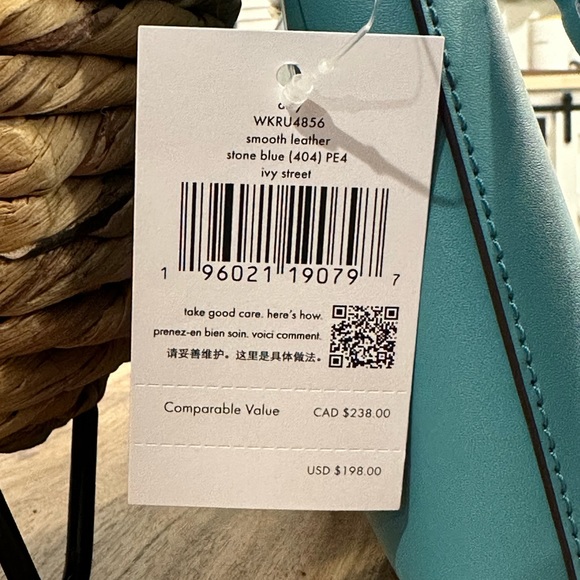 WKRU4856
smooth leather
stone blue (404) PE4
ivy street
1 96021 19079 7
take good care. here's how.
prenez-en bien soin. voici comment.
请妥善维护。这里是具体做法。
Comparable Value CAD $238.00
USD $198.00